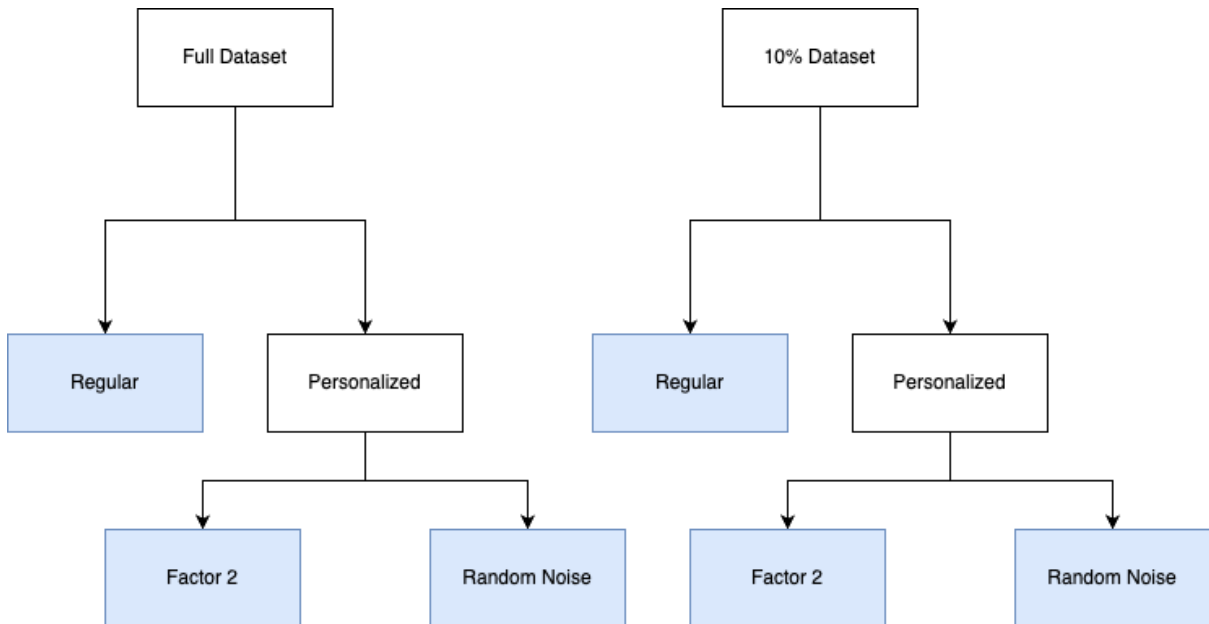 Full Dataset
10% Dataset
Regular
Personalized
Regular
Personalized
Factor 2
Random Noise
Factor 2
Random Noise